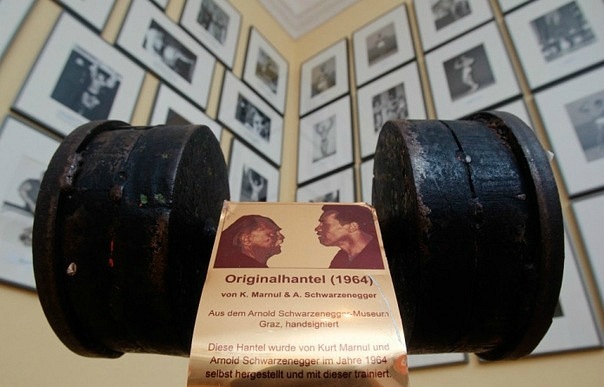 Originalhantel (1964)
von K. Marnul & A. Schwarzenegger
Aus dem Arnold Schwarzenegger-Museum
Graz, handsigniert
Diese Hantel wurde von Kurt Marnul und
Arnold Schwarzenegger im Jahre 1964
selbst hergestellt und mit dieser trainiert.